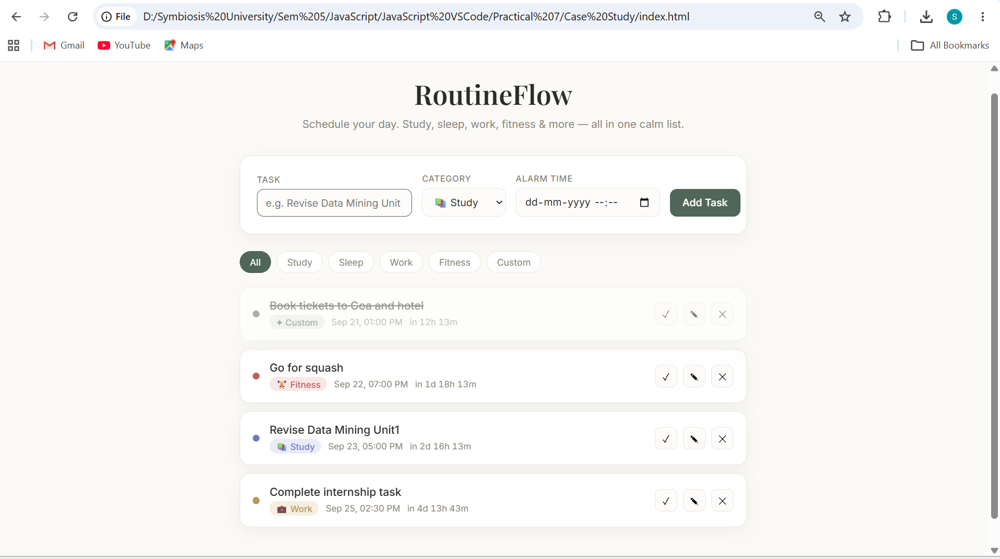 File D:/Symbiosis%20University/Sem%205/JavaScript/JavaScript%20VSCode/Practical%207/Case%20Study/index.html S
Gmail YouTube Maps All Bookmarks
RoutineFlow
Schedule your day. Study, sleep, work, fitness & more — all in one calm list.
TASK CATEGORY ALARM TIME
e.g. Revise Data Mining Unit Study dd-mm-yyyy --:-- Add Task
All Study Sleep Work Fitness Custom
Book tickets to Goa and hotel
Custom Sep 21, 01:00 PM in 12h 13m
Go for squash
Fitness Sep 22, 07:00 PM in 1d 18h 13m
Revise Data Mining Unit1
Study Sep 23, 05:00 PM in 2d 16h 13m
Complete internship task
Work Sep 25, 02:30 PM in 4d 13h 43m